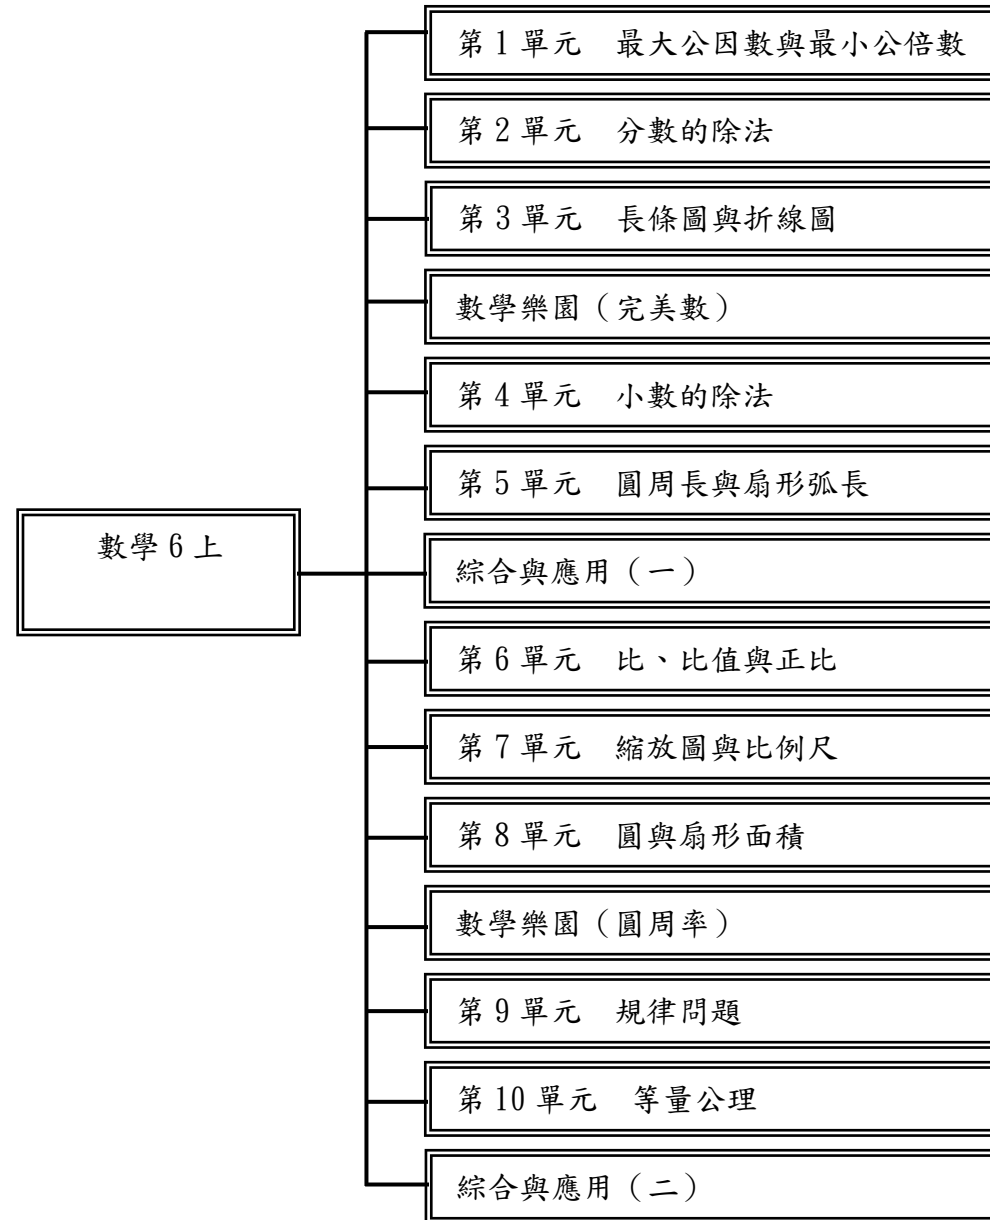 第1單元　最大公因數與最小公倍數
第2單元　分數的除法
第3單元　長條圖與折線圖
數學樂園（完美數）
第4單元　小數的除法
第5單元　圓周長與扇形弧長
數學6上
綜合與應用（一）
第6單元　比、比值與正比
第7單元　縮放圖與比例尺
第8單元　圓與扇形面積
數學樂園（圓周率）
第9單元　規律問題
第10單元　等量公理
綜合與應用（二）